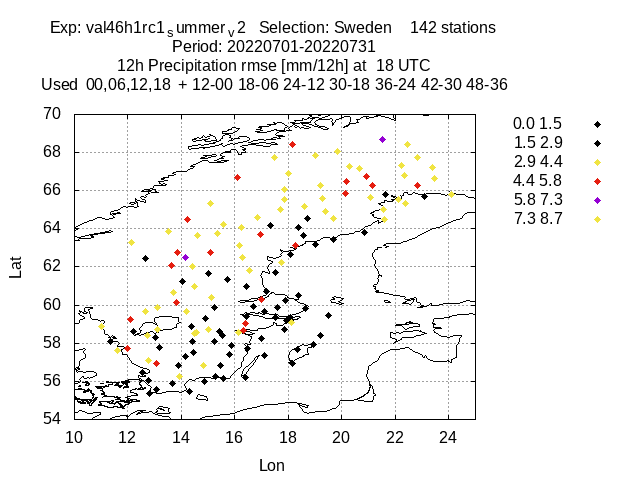 Exp: val46h1rc1summerv2 Selection: Sweden 142 stations
Period: 20220701-20220731
12h Precipitation rmse [mm/12h] at 18 UTC
Used 00,06,12,18 + 12-00 18-06 24-12 30-18 36-24 42-30 48-36
0.0 1.5
1.5 2.9
2.9 4.4
4.4 5.8
5.8 7.3
7.3 8.7
70
68
66
64
62
60
58
56
54
Lat
10 12 14 16 18 20 22 24
Lon